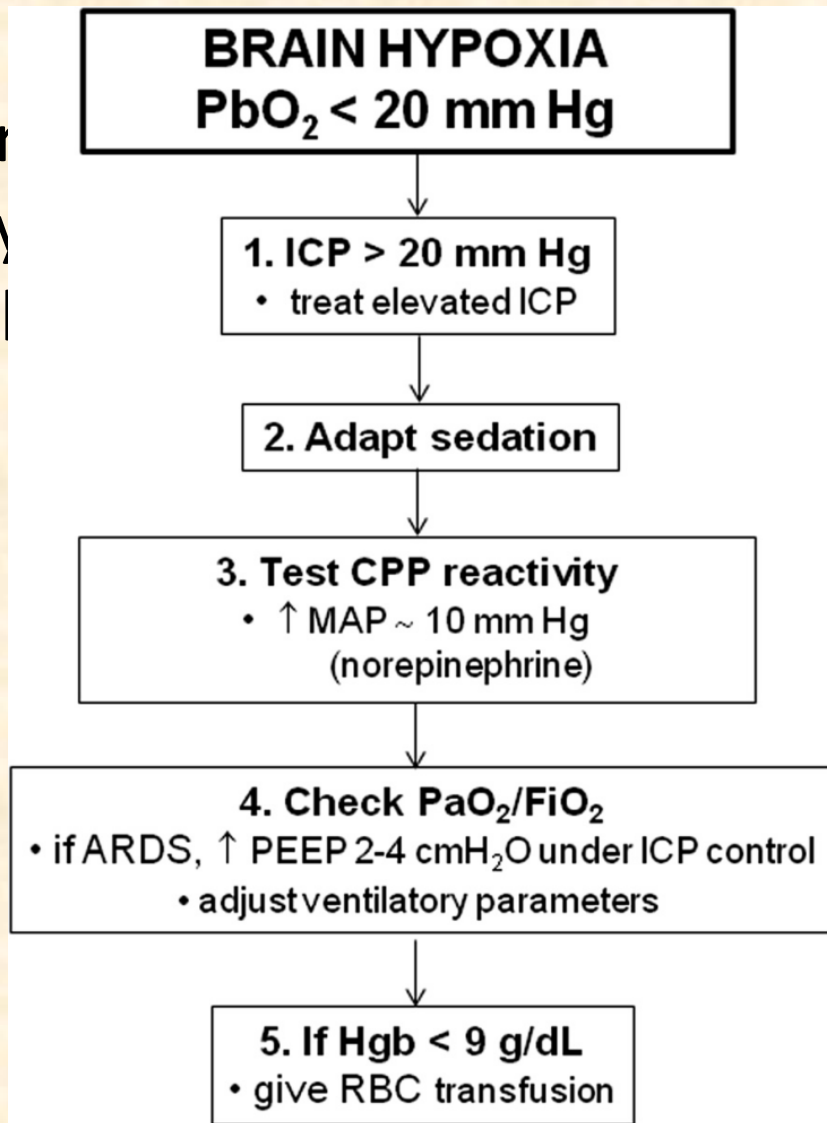 BRAIN HYPOXIA
PbO₂ < 20 mm Hg
1. ICP > 20 mm Hg
• treat elevated ICP
2. Adapt sedation
3. Test CPP reactivity
• ↑ MAP ~ 10 mm Hg
(norepinephrine)
4. Check PaO₂/FiO₂
• if ARDS, ↑ PEEP 2-4 cmH₂O under ICP control
• adjust ventilatory parameters
5. If Hgb < 9 g/dL
• give RBC transfusion